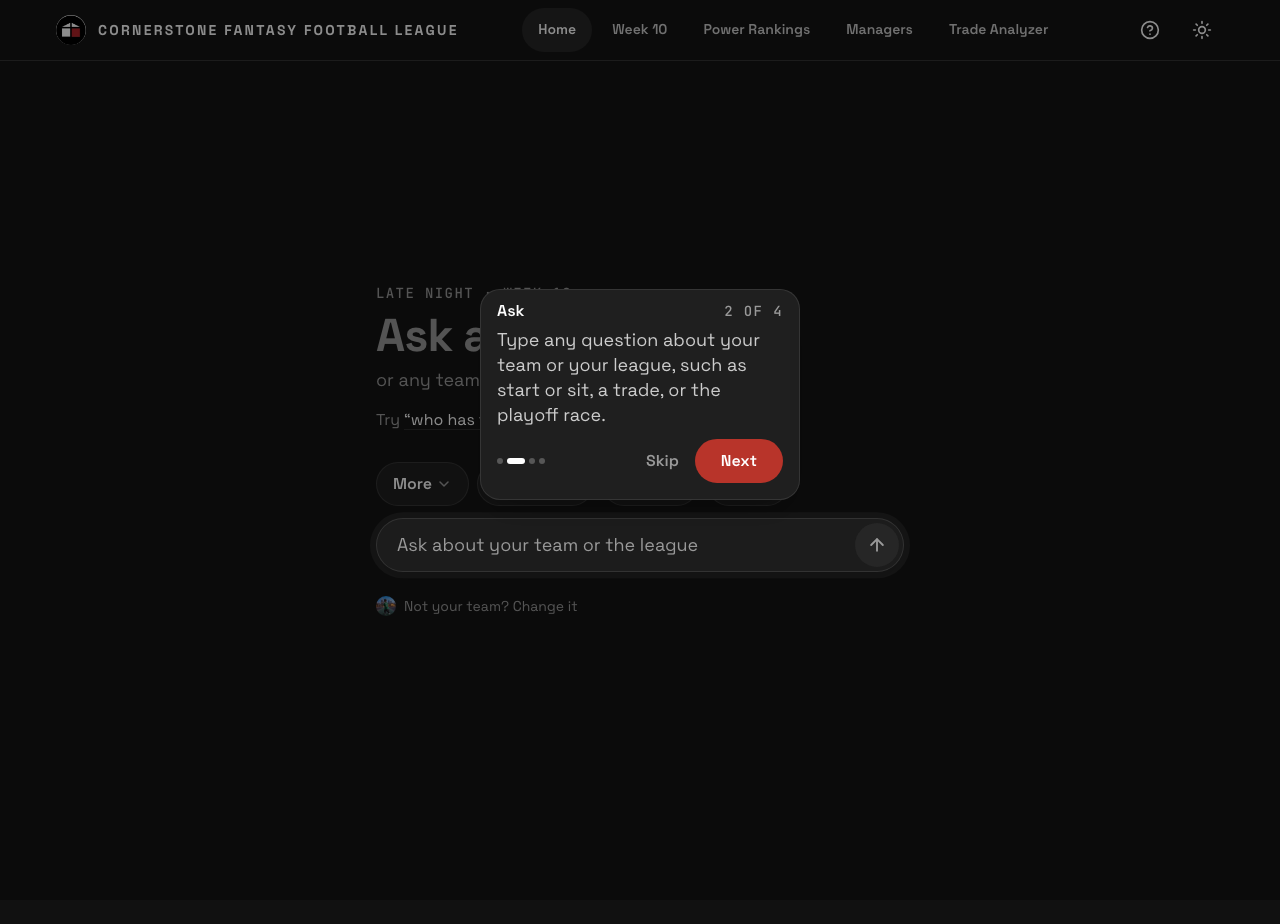 CORNERSTONE FANTASY FOOTBALL LEAGUE
Home
Week 10
Power Rankings
Managers
Trade Analyzer
LATE NIGHT
Ask
or any team
Try “who has
Ask
2 OF 4
Type any question about your
team or your league, such as
start or sit, a trade, or the
playoff race.
Skip
Next
More
Ask about your team or the league
Not your team? Change it